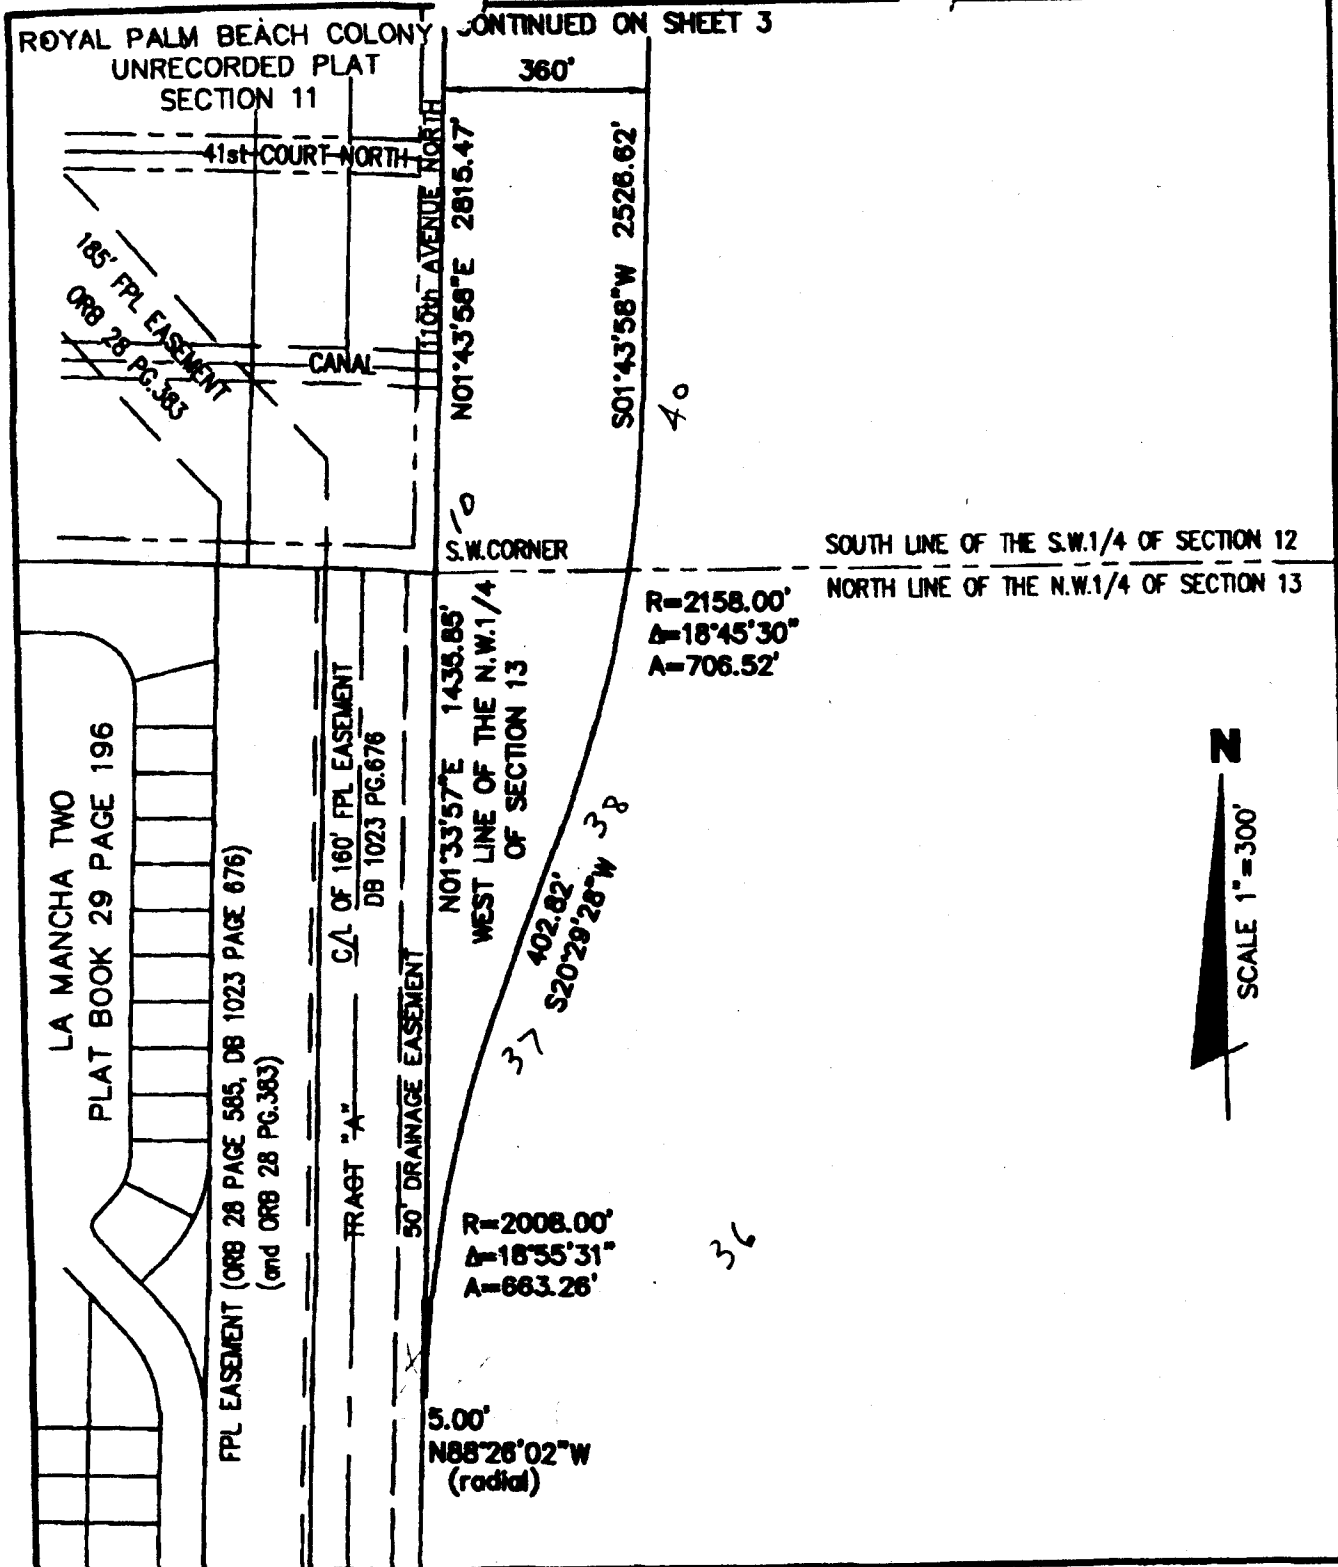 ROYAL PALM BEACH COLONY
UNRECORDED PLAT
SECTION 11
CONTINUED ON SHEET 3
360'
41st COURT NORTH
110th AVENUE NORTH
N01°43'58"E 2815.47'
S01°43'58"W 2526.62'
185' FPL EASEMENT
ORB 28 PG.383
CANAL
40
10
S.W.CORNER
SOUTH LINE OF THE S.W.1/4 OF SECTION 12
NORTH LINE OF THE N.W.1/4 OF SECTION 13
R=2158.00'
Δ=18°45'30"
A=706.52'
N01°33'57"E 1435.85'
WEST LINE OF THE N.W.1/4
OF SECTION 13
C/L OF 160' FPL EASEMENT
DB 1023 PG.676
LA MANCHA TWO
PLAT BOOK 29 PAGE 196
N
SCALE 1"=300'
38
402.82'
S20°29'28"W
37
FPL EASEMENT (ORB 28 PAGE 585, DB 1023 PAGE 676)
(and ORB 28 PG.383)
TRACT "A"
50' DRAINAGE EASEMENT
R=2008.00'
Δ=18°55'31"
A=663.26'
36
5.00'
N88°26'02"W
(radial)